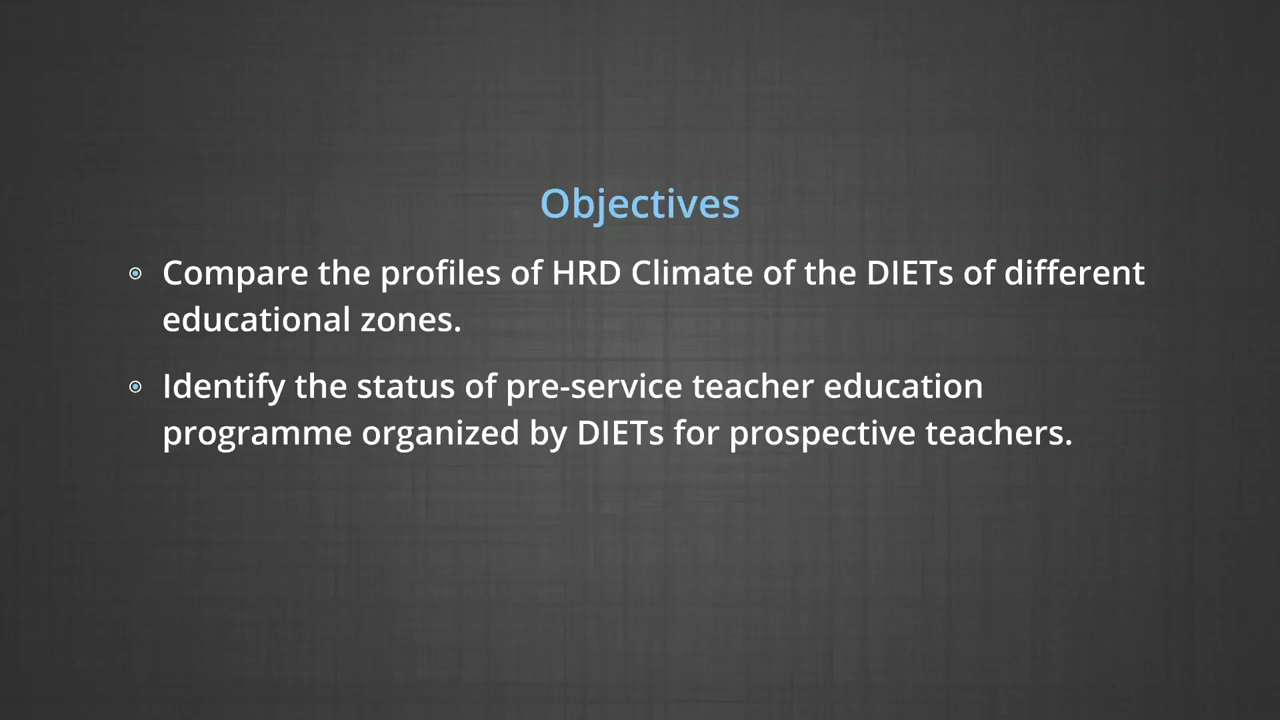 Objectives
Compare the profiles of HRD Climate of the DIETs of different
educational zones.
Identify the status of pre-service teacher education
programme organized by DIETs for prospective teachers.